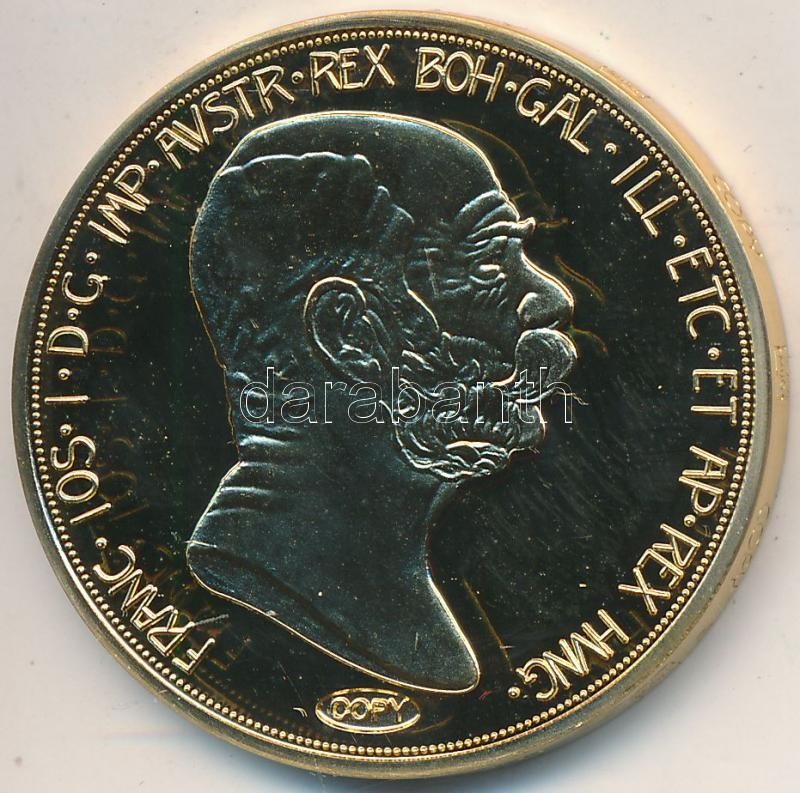 FRANC · IOS · I · D · G · IMP · AVSTR · REX BOH · GAL · ILL · ETC · ET AP · REX HVNG ·
darabanth
COPY